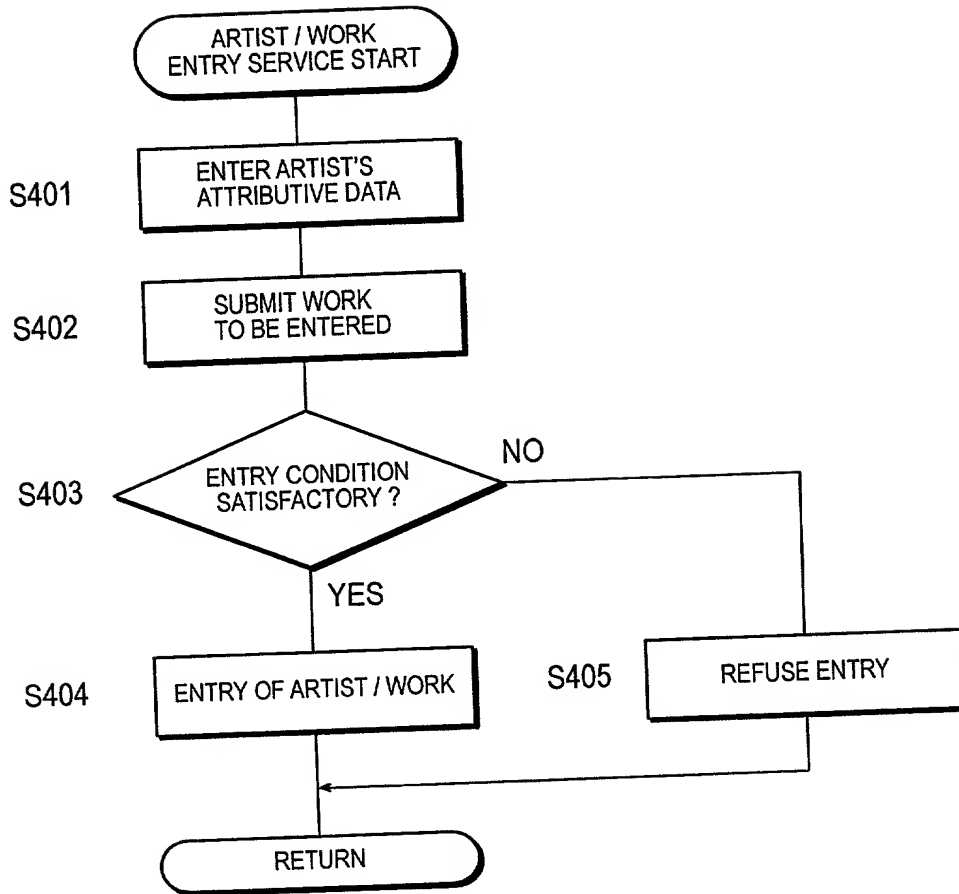 ARTIST / WORK
ENTRY SERVICE START
S401
ENTER ARTIST'S
ATTRIBUTIVE DATA
S402
SUBMIT WORK
TO BE ENTERED
S403
ENTRY CONDITION
SATISFACTORY ?
NO
YES
S404
ENTRY OF ARTIST / WORK
S405
REFUSE ENTRY
RETURN